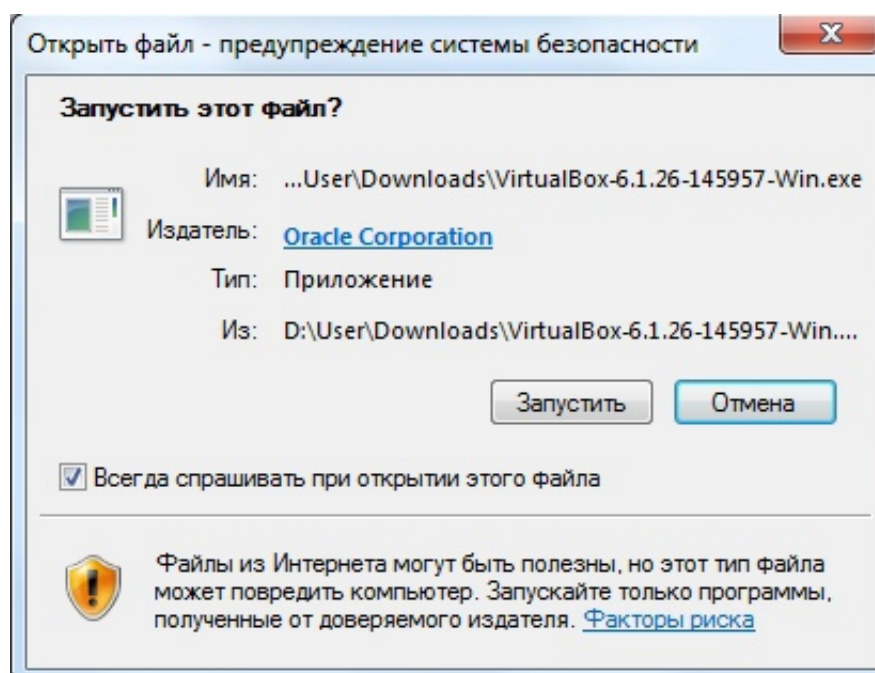 Открыть файл - предупреждение системы безопасности
Запустить этот файл?
Имя: ...User\Downloads\VirtualBox-6.1.26-145957-Win.exe
Издатель: Oracle Corporation
Тип: Приложение
Из: D:\User\Downloads\VirtualBox-6.1.26-145957-Win....
Запустить Отмена
Всегда спрашивать при открытии этого файла
Файлы из Интернета могут быть полезны, но этот тип файла
может повредить компьютер. Запускайте только программы,
полученные от доверяемого издателя. Факторы риска